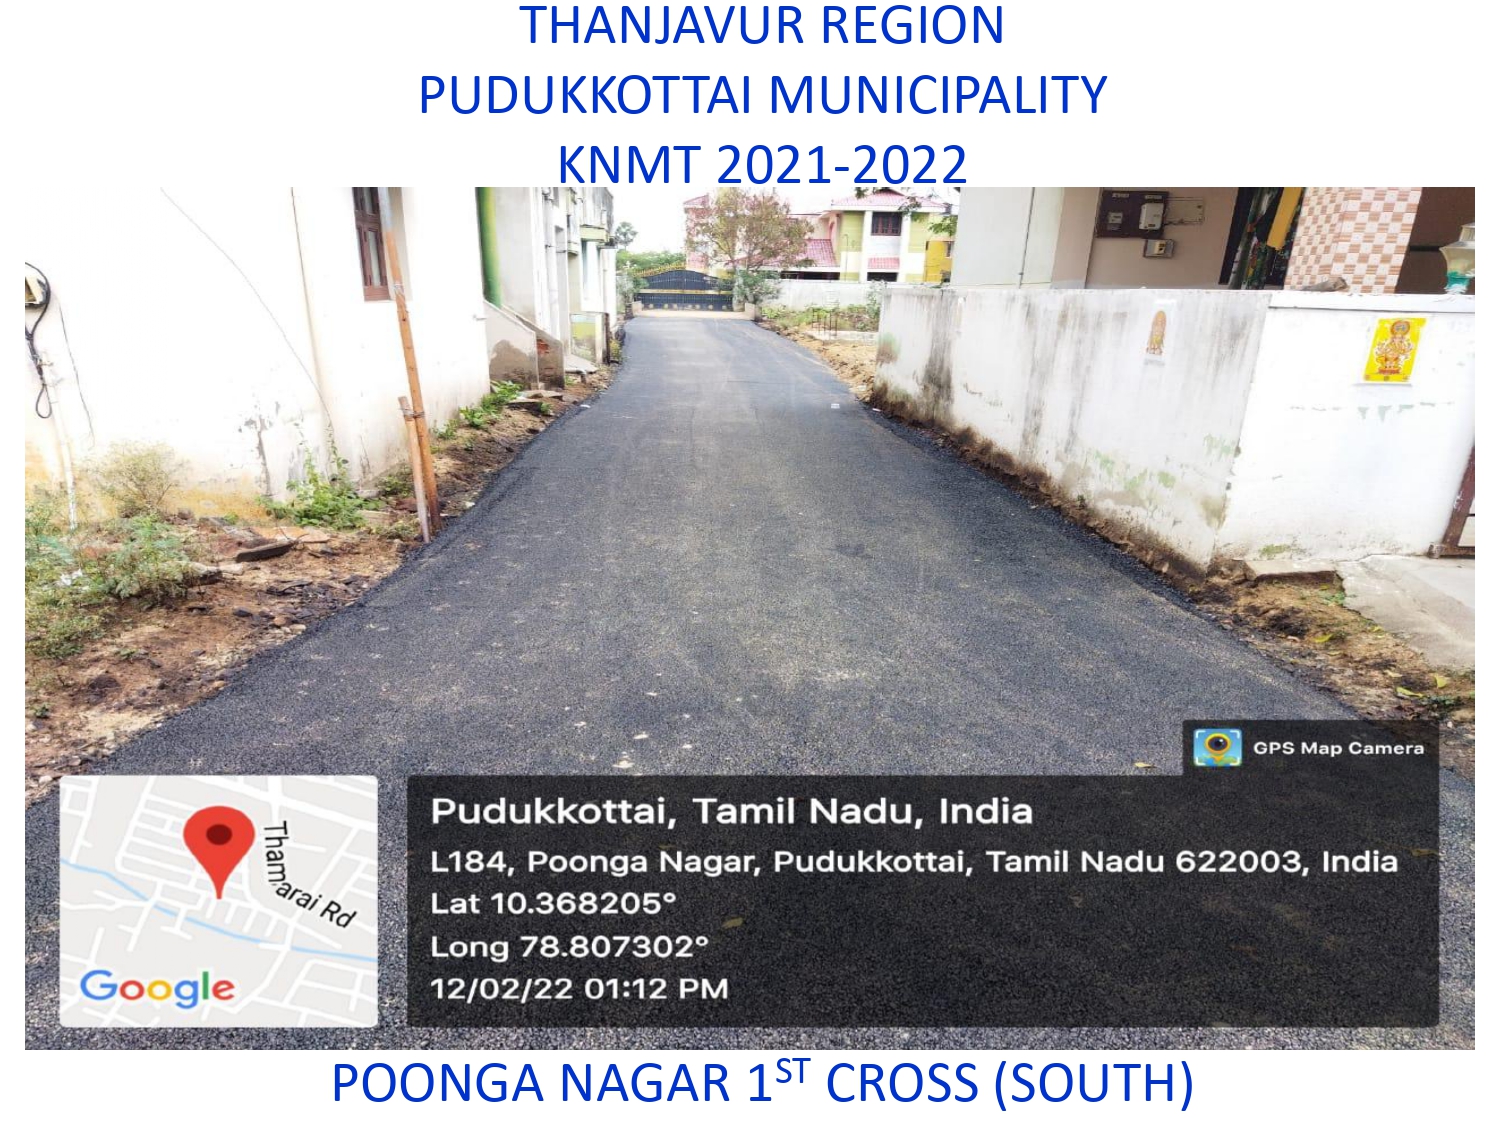 THANJAVUR REGION
PUDUKKOTTAI MUNICIPALITY
KNMT 2021-2022
GPS Map Camera
Thamarai Rd
Google
Pudukkottai, Tamil Nadu, India
L184, Poonga Nagar, Pudukkottai, Tamil Nadu 622003, India
Lat 10.368205°
Long 78.807302°
12/02/22 01:12 PM
POONGA NAGAR 1ST CROSS (SOUTH)